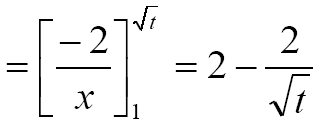 = [ -2 / x ]₁^√t = 2 - 2/√t